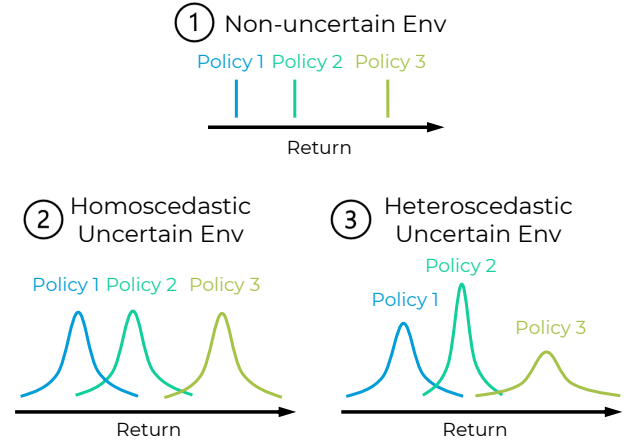 1 Non-uncertain Env
Policy 1 Policy 2 Policy 3
Return
2 Homoscedastic
Uncertain Env
Policy 1 Policy 2 Policy 3
Return
3 Heteroscedastic
Uncertain Env
Policy 2
Policy 1
Policy 3
Return